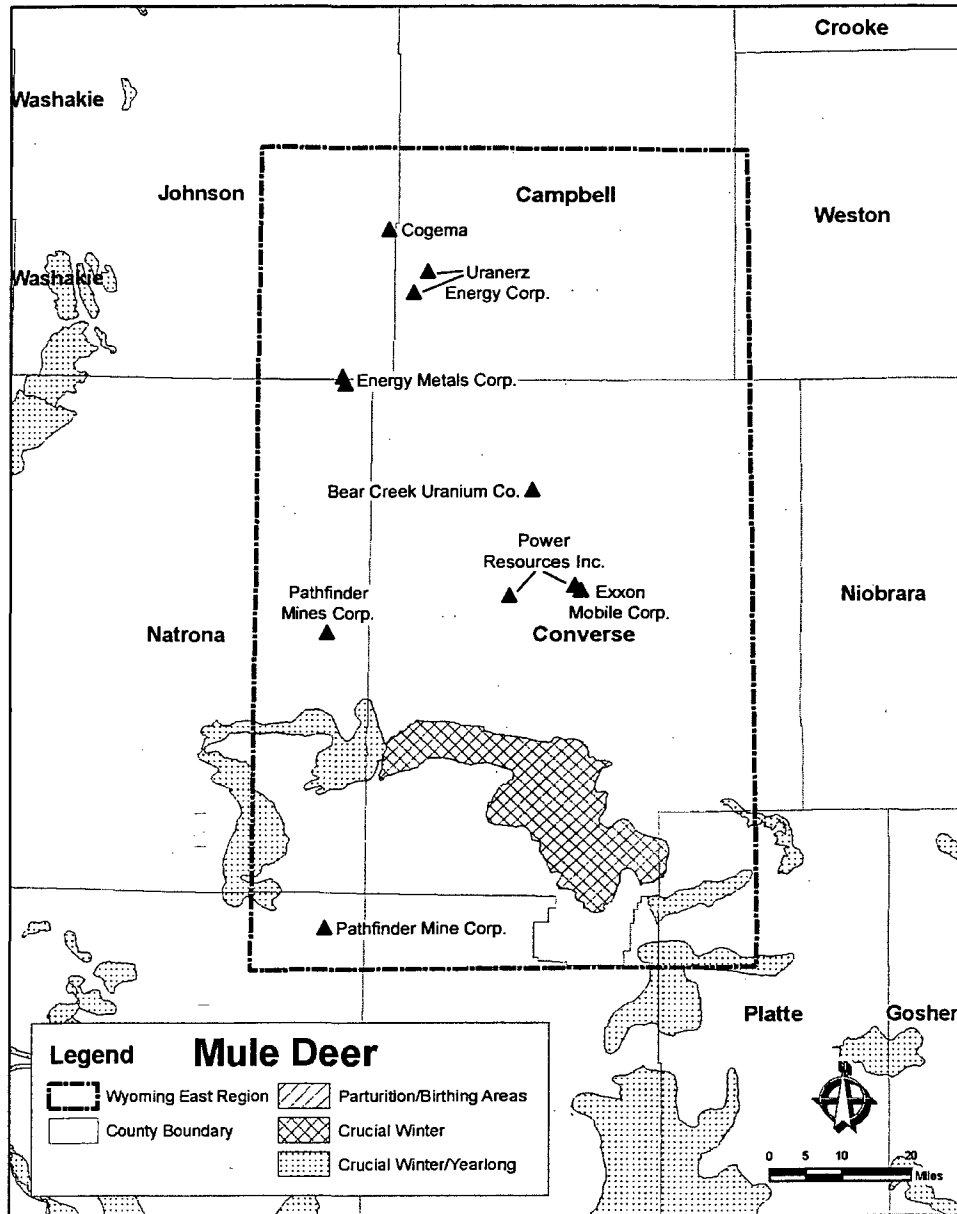 Crooke
Washakie
Johnson
Campbell
Weston
Cogema
Washakie
Uranerz
Energy Corp.
Energy Metals Corp.
Bear Creek Uranium Co.
Power
Resources Inc.
Pathfinder
Mines Corp.
Exxon
Mobile Corp.
Niobrara
Natrona
Converse
Pathfinder Mine Corp.
Platte
Gosher
Legend
Mule Deer
Wyoming East Region
County Boundary
Parturition/Birthing Areas
Crucial Winter
Crucial Winter/Yearlong
N
0 5 10 20
Miles